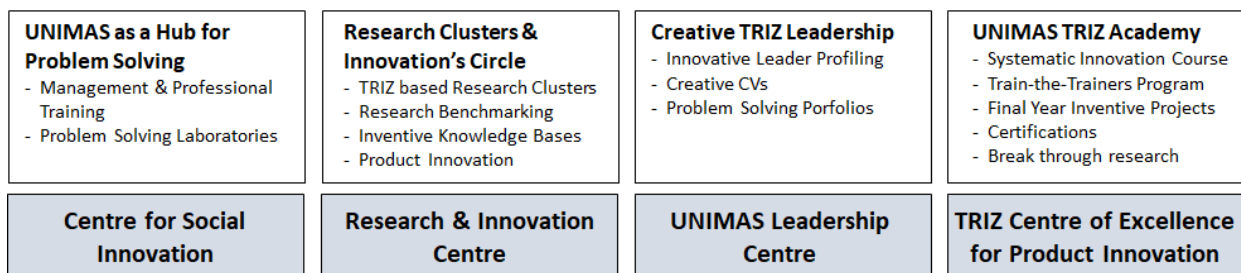 UNIMAS as a Hub for
Problem Solving
- Management & Professional
Training
- Problem Solving Laboratories
Research Clusters &
Innovation's Circle
- TRIZ based Research Clusters
- Research Benchmarking
- Inventive Knowledge Bases
- Product Innovation
Creative TRIZ Leadership
- Innovative Leader Profiling
- Creative CVs
- Problem Solving Porfolios
UNIMAS TRIZ Academy
- Systematic Innovation Course
- Train-the-Trainers Program
- Final Year Inventive Projects
- Certifications
- Break through research
Centre for Social
Innovation
Research & Innovation
Centre
UNIMAS Leadership
Centre
TRIZ Centre of Excellence
for Product Innovation